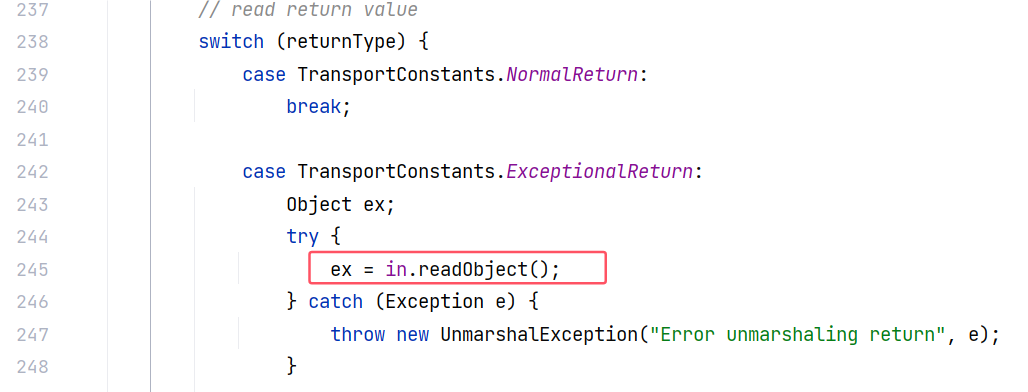 237 // read return value
238 switch (returnType) {
239 case TransportConstants.NormalReturn:
240 break;
241
242 case TransportConstants.ExceptionalReturn:
243 Object ex;
244 try {
245 ex = in.readObject();
246 } catch (Exception e) {
247 throw new UnmarshalException("Error unmarshaling return", e);
248 }